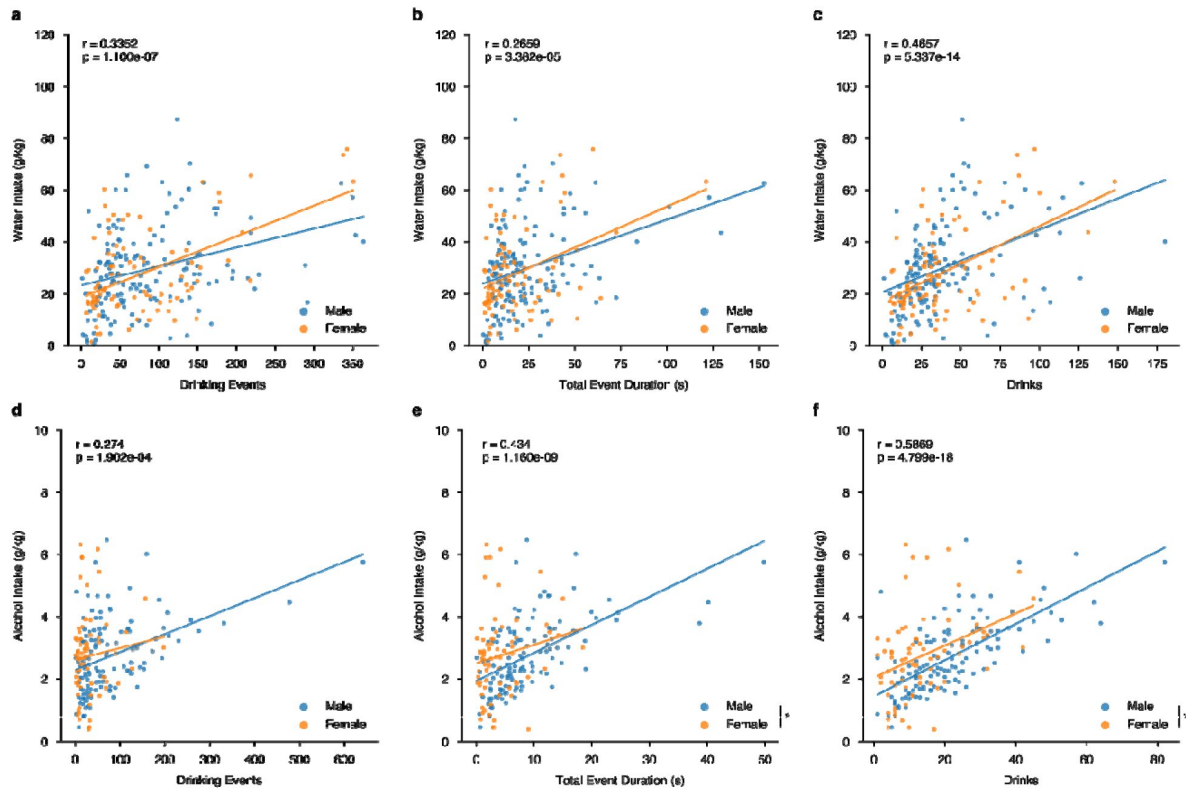 a
r = 0.3352
p = 1.100e-07
120
100
80
60
40
20
0
Water Intake (g/kg)
0 50 100 150 200 250 300 350
Drinking Events
Male
Female
b
r = 0.2659
p = 3.382e-05
120
100
80
60
40
20
0
Water Intake (g/kg)
0 25 50 75 100 125 150
Total Event Duration (s)
Male
Female
c
r = 0.4657
p = 5.337e-14
120
100
80
60
40
20
0
Water Intake (g/kg)
0 25 50 75 100 125 150 175
Drinks
Male
Female
d
r = 0.274
p = 1.902e-04
10
8
6
4
2
0
Alcohol Intake (g/kg)
0 100 200 300 400 500 600
Drinking Events
Male
Female
e
r = 0.434
p = 1.160e-09
10
8
6
4
2
0
Alcohol Intake (g/kg)
0 10 20 30 40 50
Total Event Duration (s)
Male
Female
*
f
r = 0.5869
p = 4.799e-18
10
8
6
4
2
0
Alcohol Intake (g/kg)
0 20 40 60 80
Drinks
Male
Female